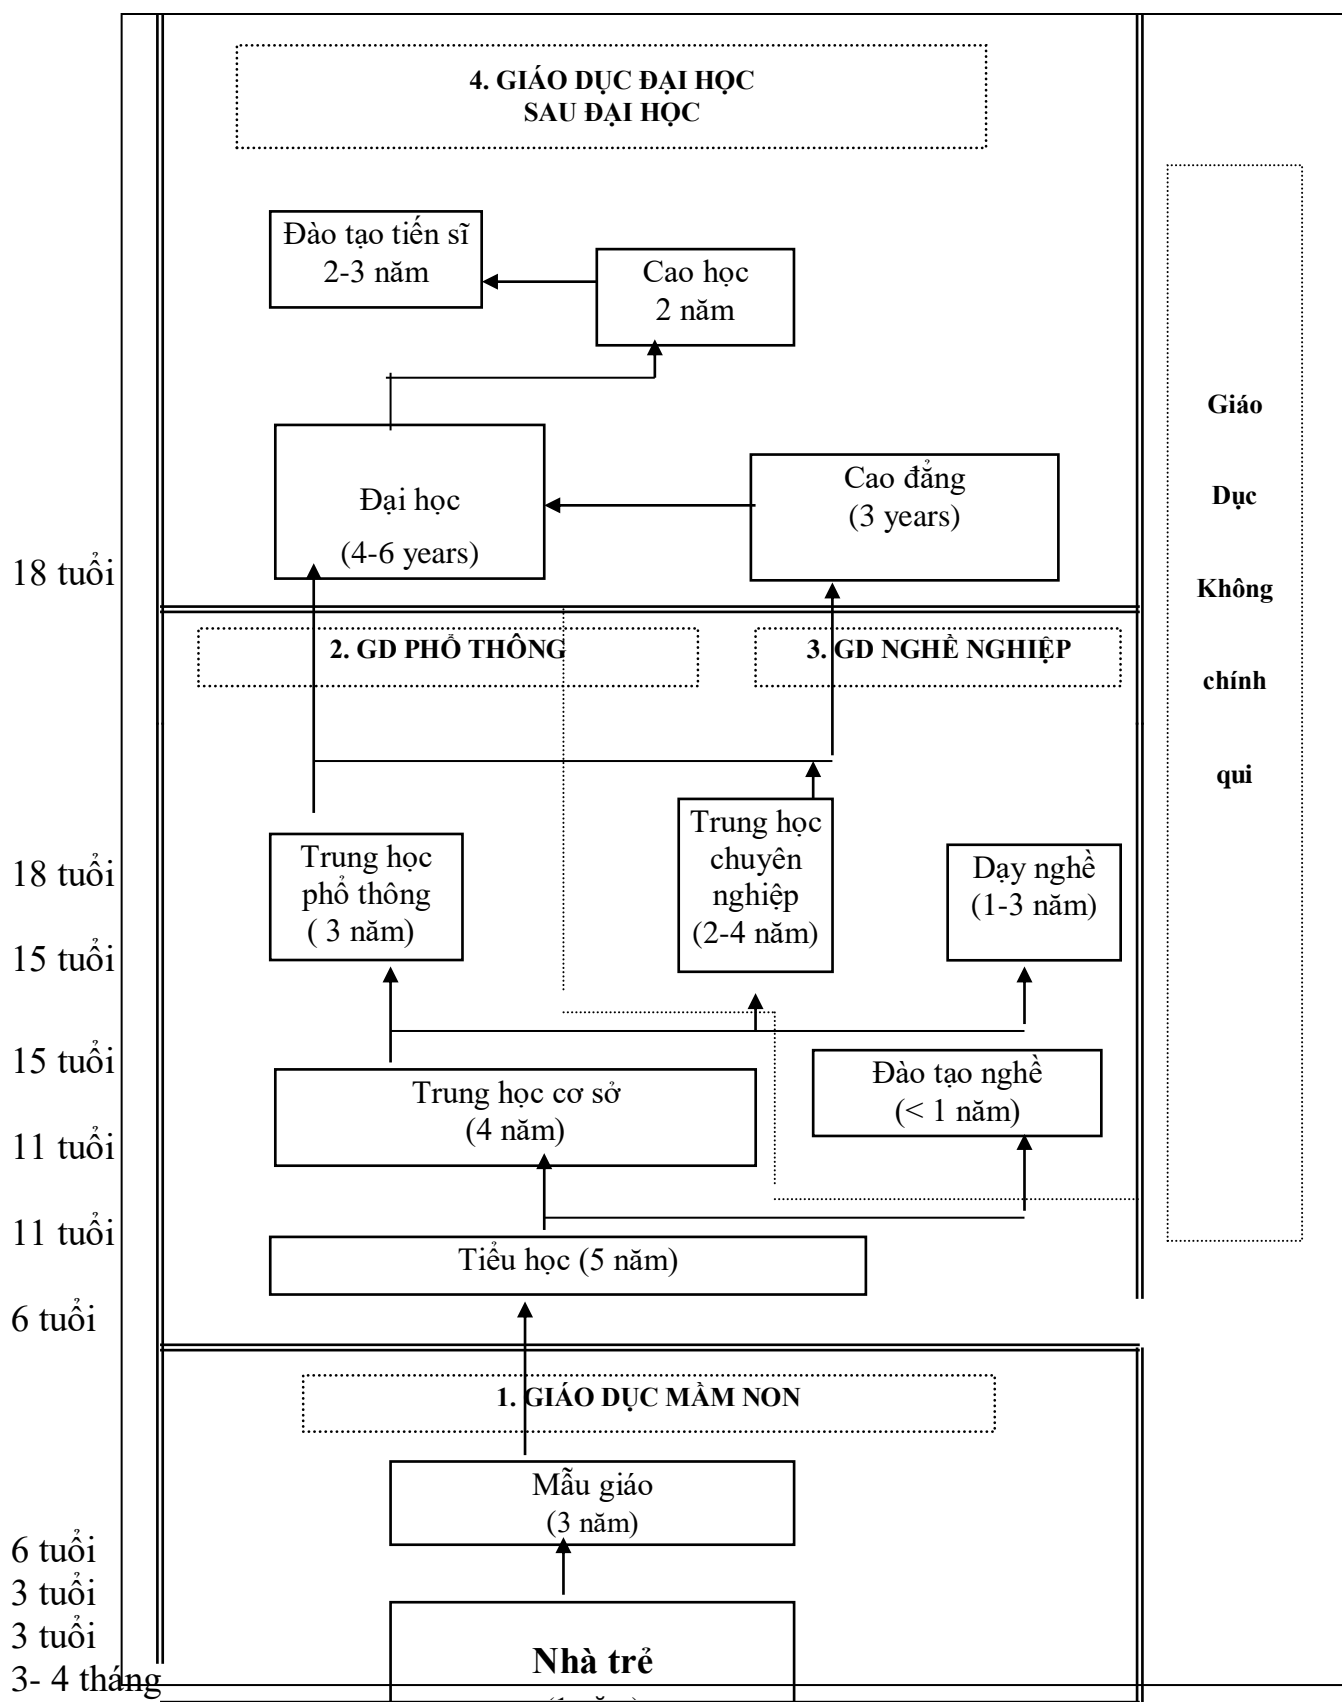 4. GIÁO DỤC ĐẠI HỌC
SAU ĐẠI HỌC
Đào tạo tiến sĩ
2-3 năm
Cao học
2 năm
Đại học
(4-6 years)
Cao đẳng
(3 years)
18 tuổi
2. GD PHỔ THÔNG
3. GD NGHỀ NGHIỆP
Trung học
phổ thông
( 3 năm)
Trung học
chuyên
nghiệp
(2-4 năm)
Dạy nghề
(1-3 năm)
18 tuổi
15 tuổi
15 tuổi
Trung học cơ sở
(4 năm)
Đào tạo nghề
(< 1 năm)
11 tuổi
11 tuổi
Tiểu học (5 năm)
6 tuổi
1. GIÁO DỤC MẦM NON
Mẫu giáo
(3 năm)
6 tuổi
3 tuổi
3 tuổi
Nhà trẻ
3- 4 tháng
Giáo
Dục
Không
chính
qui